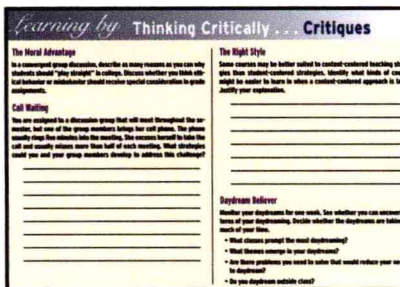 Learning by Thinking Critically . . . Critiques
The Moral Advantage
In a convergent group discussion, describe as many reasons as you can why
students should "play straight" in college. Discuss whether you think eth-
ical behavior or misbehavior should receive special consideration in grade
assignments.
Call Waiting
You are assigned to a discussion group that will meet throughout the se-
mester, but one of the group members brings her cell phone. The phone
usually rings five minutes into the meeting. She excuses herself to take the
call and usually misses more than half of each meeting. What strategies
could you and your group members develop to address this challenge?
The Right Style
Some courses may be better suited to content-centered teaching
gies than student-centered strategies. Identify what kinds of
might be easier to learn in when a content-centered approach is
Justify your explanation.
Daydream Believer
Monitor your daydreams for one week. See whether you can
terns of your daydreaming. Decide whether the daydreams are
much of your time.
• What classes prompt the most daydreaming?
• What themes emerge in your daydreams?
• Are there problems you need to solve that would reduce your
to daydream?
• Do you daydream outside class?